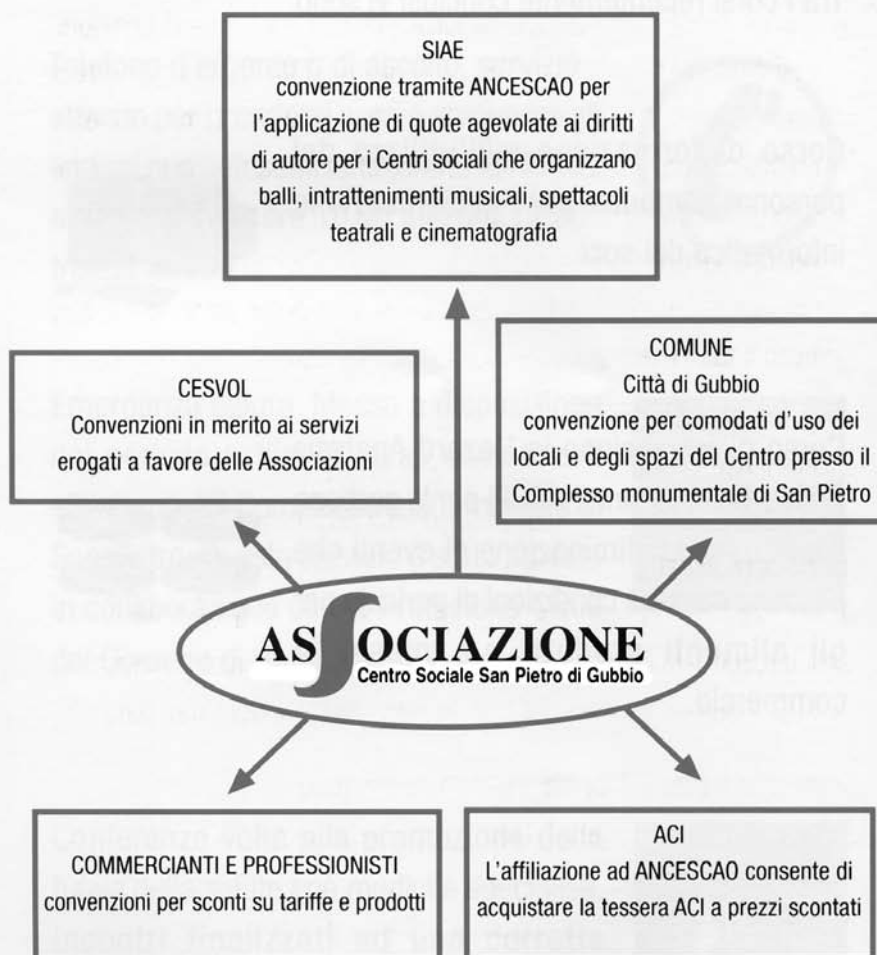 SIAE
convenzione tramite ANCESCAO per
l'applicazione di quote agevolate ai diritti
di autore per i Centri sociali che organizzano
balli, intrattenimenti musicali, spettacoli
teatrali e cinematografia
CESVOL
Convenzioni in merito ai servizi
erogati a favore delle Associazioni
COMUNE
Città di Gubbio
convenzione per comodati d'uso dei
locali e degli spazi del Centro presso il
Complesso monumentale di San Pietro
ASSOCIAZIONE
Centro Sociale San Pietro di Gubbio
COMMERCIANTI E PROFESSIONISTI
convenzioni per sconti su tariffe e prodotti
ACI
L'affiliazione ad ANCESCAO consente di
acquistare la tessera ACI a prezzi scontati